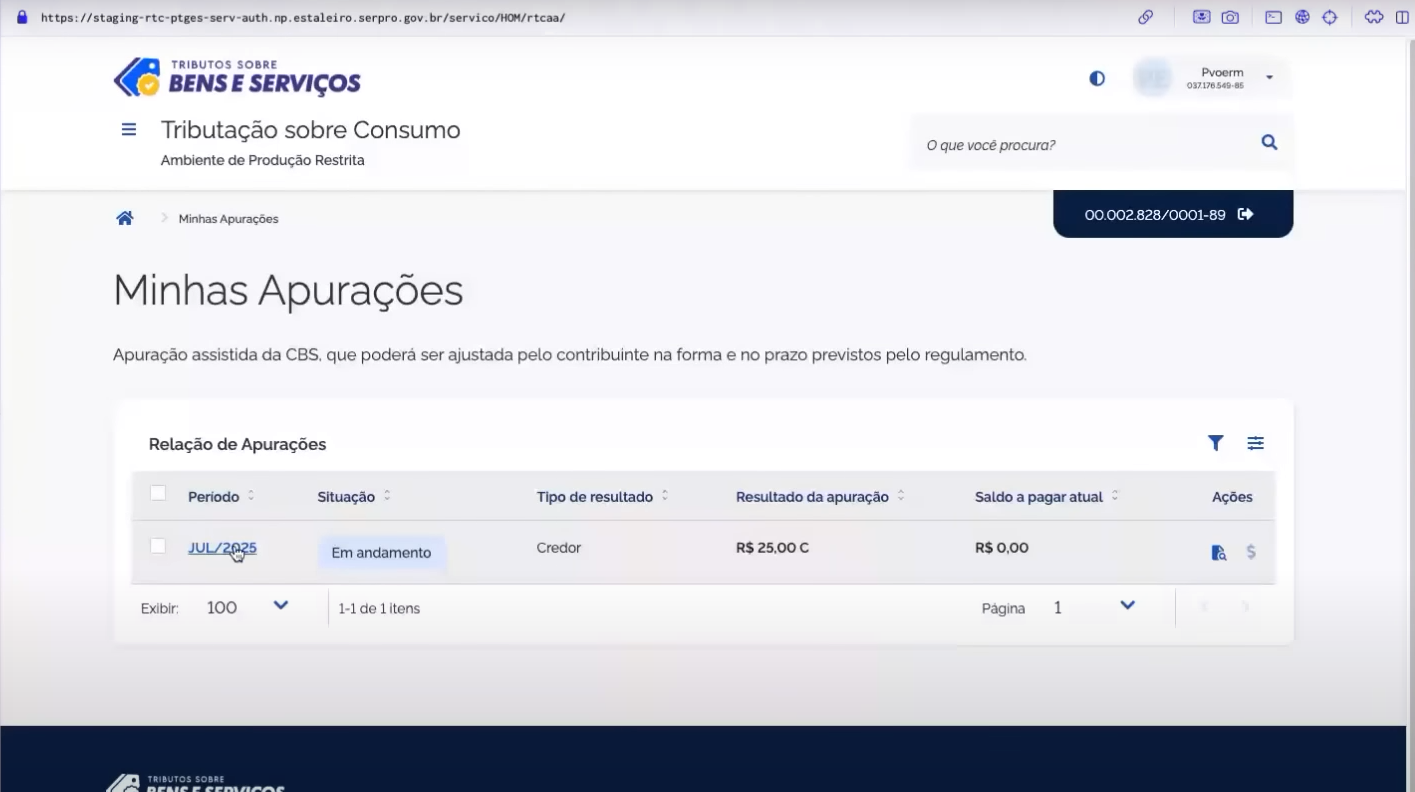 https://staging-rtc-ptges-serv-auth.np.estaleiro.serpro.gov.br/servico/HOM/rtcaa/
TRIBUTOS SOBRE
BENS E SERVIÇOS
Pvoerm
037.176.549-85
Tributação sobre Consumo
Ambiente de Produção Restrita
O que você procura?
Minhas Apurações
00.002.828/0001-89
Minhas Apurações
Apuração assistida da CBS, que poderá ser ajustada pelo contribuinte na forma e no prazo previstos pelo regulamento.
Relação de Apurações
Período Situação Tipo de resultado Resultado da apuração Saldo a pagar atual Ações
JUL/2025 Em andamento Credor R$ 25,00 C R$ 0,00
Exibir: 100 1-1 de 1 itens Página 1
TRIBUTOS SOBRE
BENS E SERVIÇOS